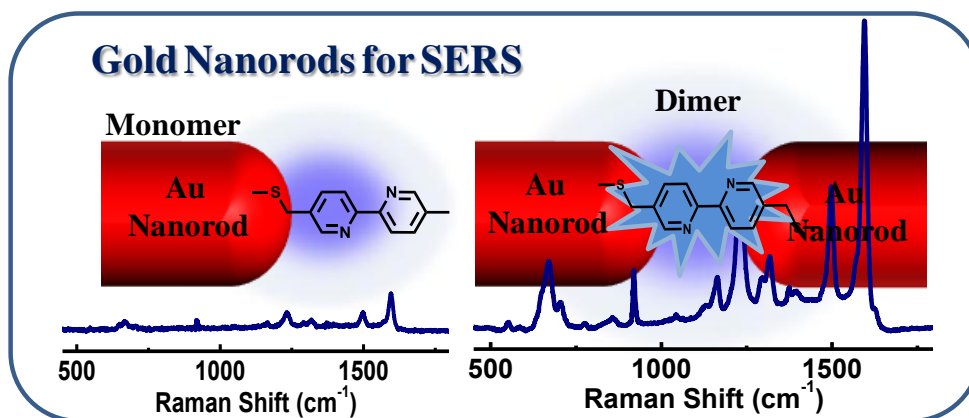 Gold Nanorods for SERS
Monomer
Au
Nanorod
S
N
N
500 1000 1500
Raman Shift (cm⁻¹)
Dimer
Au
Nanorod
S
N
N
Au
Nanorod
500 1000 1500
Raman Shift (cm⁻¹)